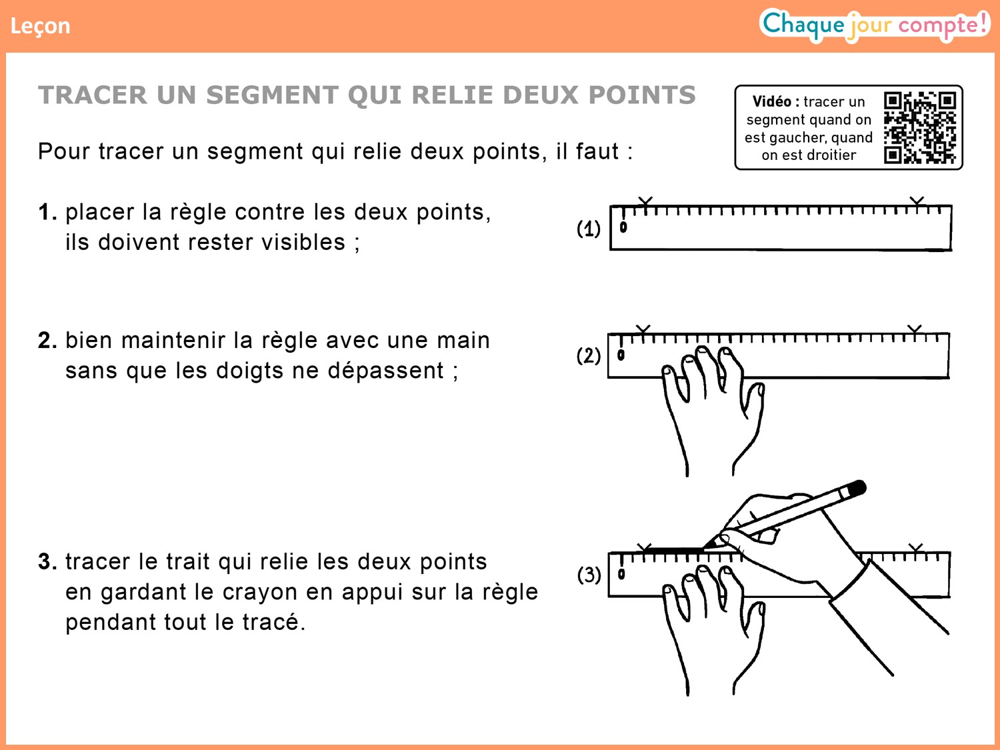 Leçon
Chaque jour compte!
TRACER UN SEGMENT QUI RELIE DEUX POINTS
Vidéo : tracer un
segment quand on
est gaucher, quand
on est droitier
Pour tracer un segment qui relie deux points, il faut :
1. placer la règle contre les deux points,
ils doivent rester visibles ;
(1)
0
2. bien maintenir la règle avec une main
sans que les doigts ne dépassent ;
(2)
0
3. tracer le trait qui relie les deux points
en gardant le crayon en appui sur la règle
pendant tout le tracé.
(3)
0